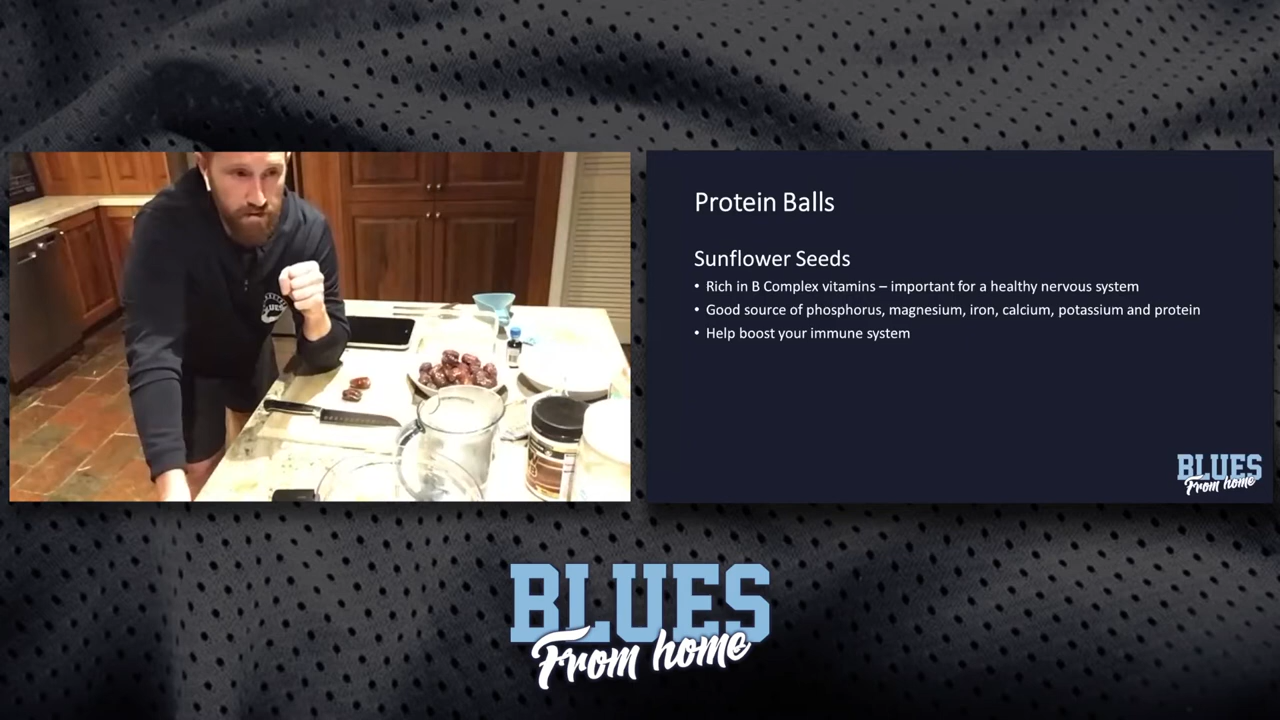 Protein Balls
Sunflower Seeds
• Rich in B Complex vitamins – important for a healthy nervous system
• Good source of phosphorus, magnesium, iron, calcium, potassium and protein
• Help boost your immune system
BLUES
From home
BLUES
BLUES
From home